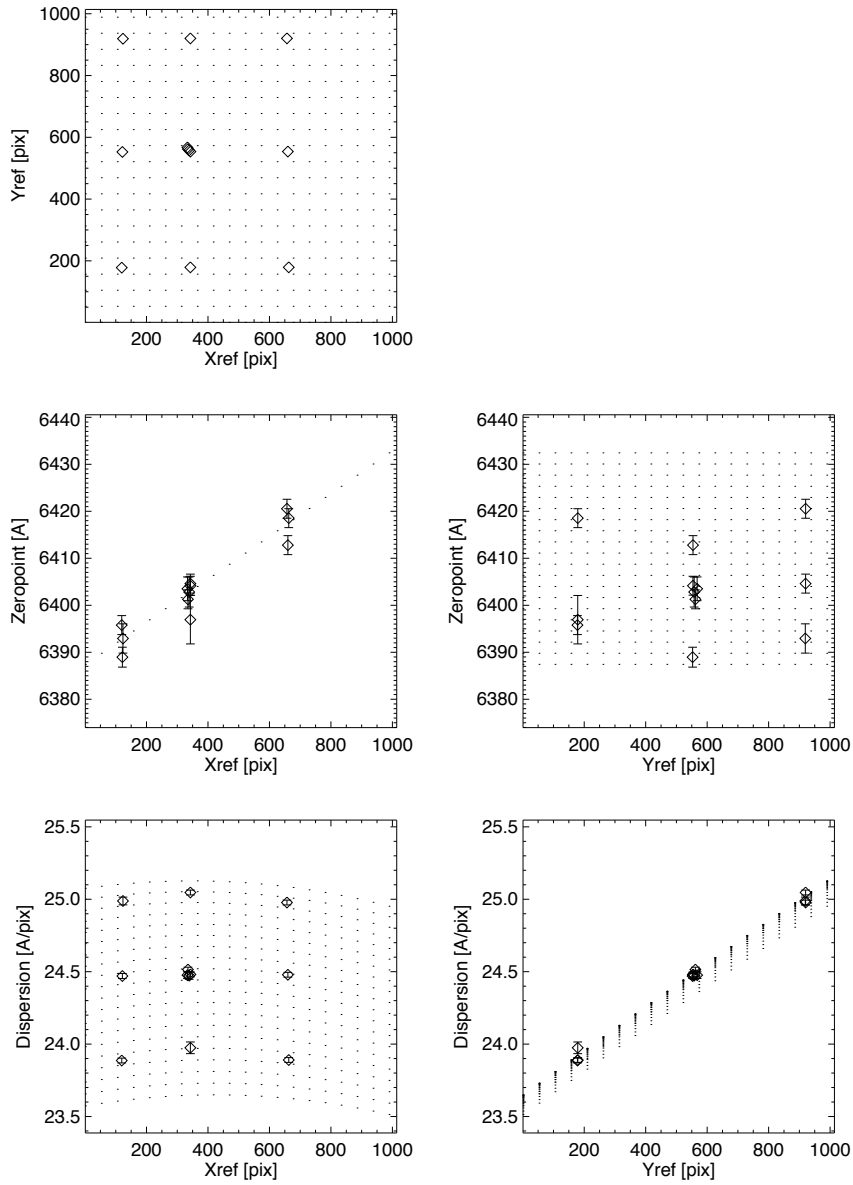 1000
800
600
400
200
Yref [pix]
200 400 600 800 1000
Xref [pix]
6440
6430
6420
6410
6400
6390
6380
Zeropoint [A]
200 400 600 800 1000
Xref [pix]
6440
6430
6420
6410
6400
6390
6380
Zeropoint [A]
200 400 600 800 1000
Yref [pix]
25.5
25.0
24.5
24.0
23.5
Dispersion [A/pix]
200 400 600 800 1000
Xref [pix]
25.5
25.0
24.5
24.0
23.5
Dispersion [A/pix]
200 400 600 800 1000
Yref [pix]